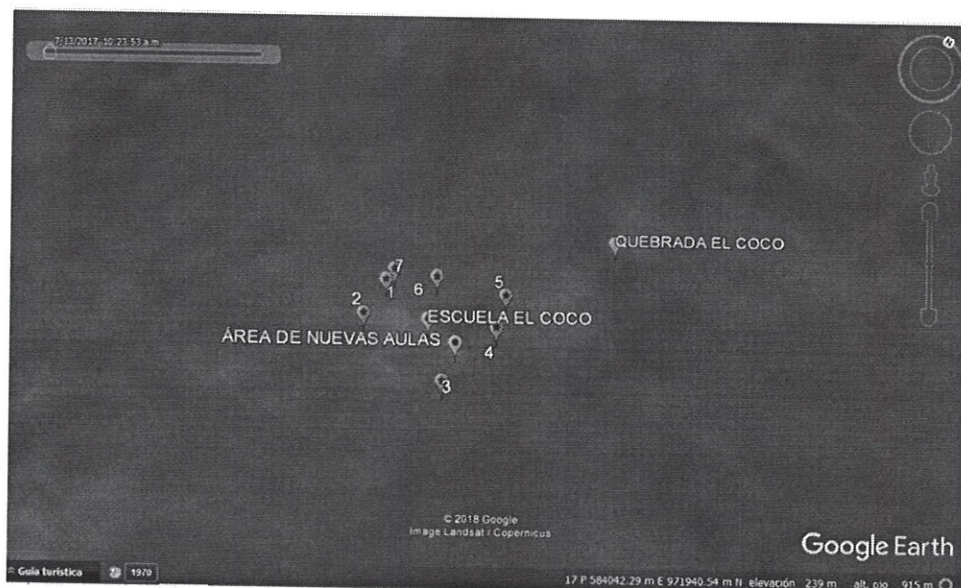 7/13/2017 10:23:53 a.m.
QUEBRADA EL COCO
7
1
6
5
2
ESCUELA EL COCO
ÁREA DE NUEVAS AULAS
4
3
© 2018 Google
Image Landsat / Copernicus
Google Earth
Guía turística
1970
17 P 584042.29 m E 971940.54 m N elevación 239 m alt. ojo 915 m